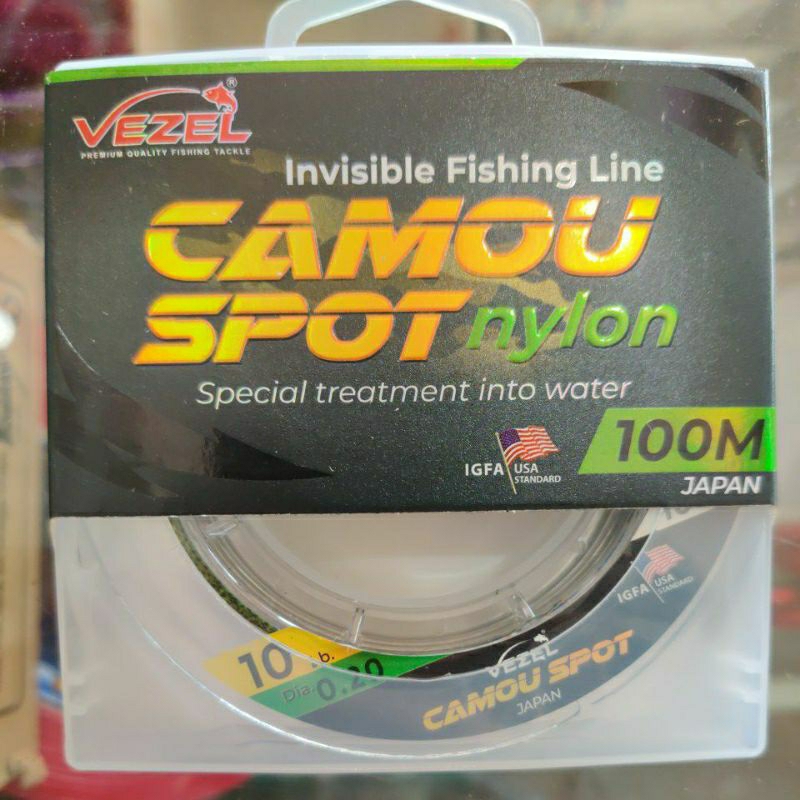 VEZEL®
PREMIUM QUALITY FISHING TACKLE
Invisible Fishing Line
CAMOU
SPOT nylon
Special treatment into water
IGFA USA
STANDARD
100M
JAPAN
IGFA USA
STANDARD
10
b.
Dia. 0.20
VEZEL
CAMOU SPOT
JAPAN